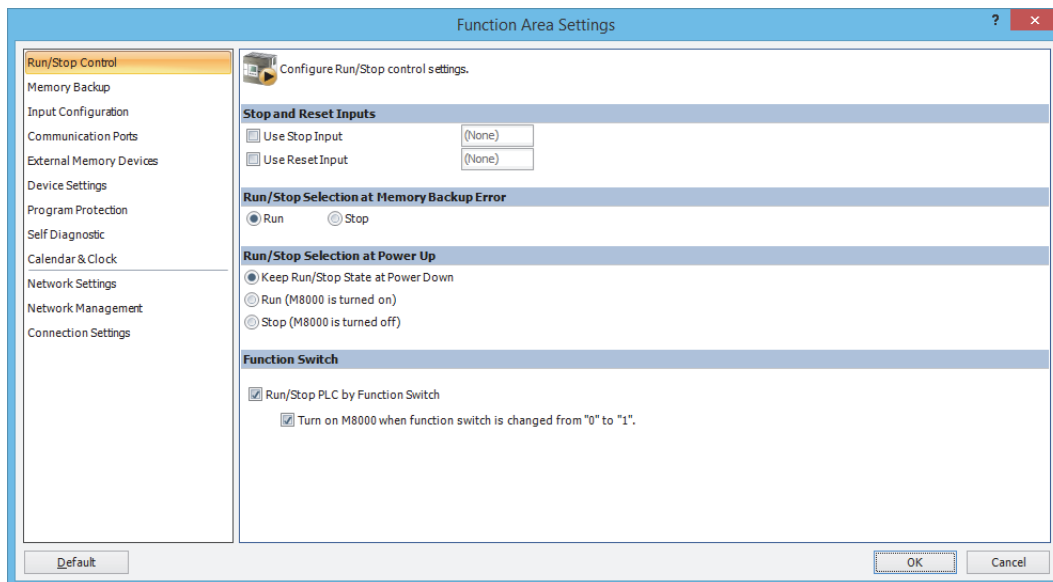 Function Area Settings
? ×
Run/Stop Control
Memory Backup
Input Configuration
Communication Ports
External Memory Devices
Device Settings
Program Protection
Self Diagnostic
Calendar & Clock
Network Settings
Network Management
Connection Settings
Configure Run/Stop control settings.
Stop and Reset Inputs
Use Stop Input (None)
Use Reset Input (None)
Run/Stop Selection at Memory Backup Error
Run Stop
Run/Stop Selection at Power Up
Keep Run/Stop State at Power Down
Run (M8000 is turned on)
Stop (M8000 is turned off)
Function Switch
Run/Stop PLC by Function Switch
Turn on M8000 when function switch is changed from "0" to "1".
Default OK Cancel